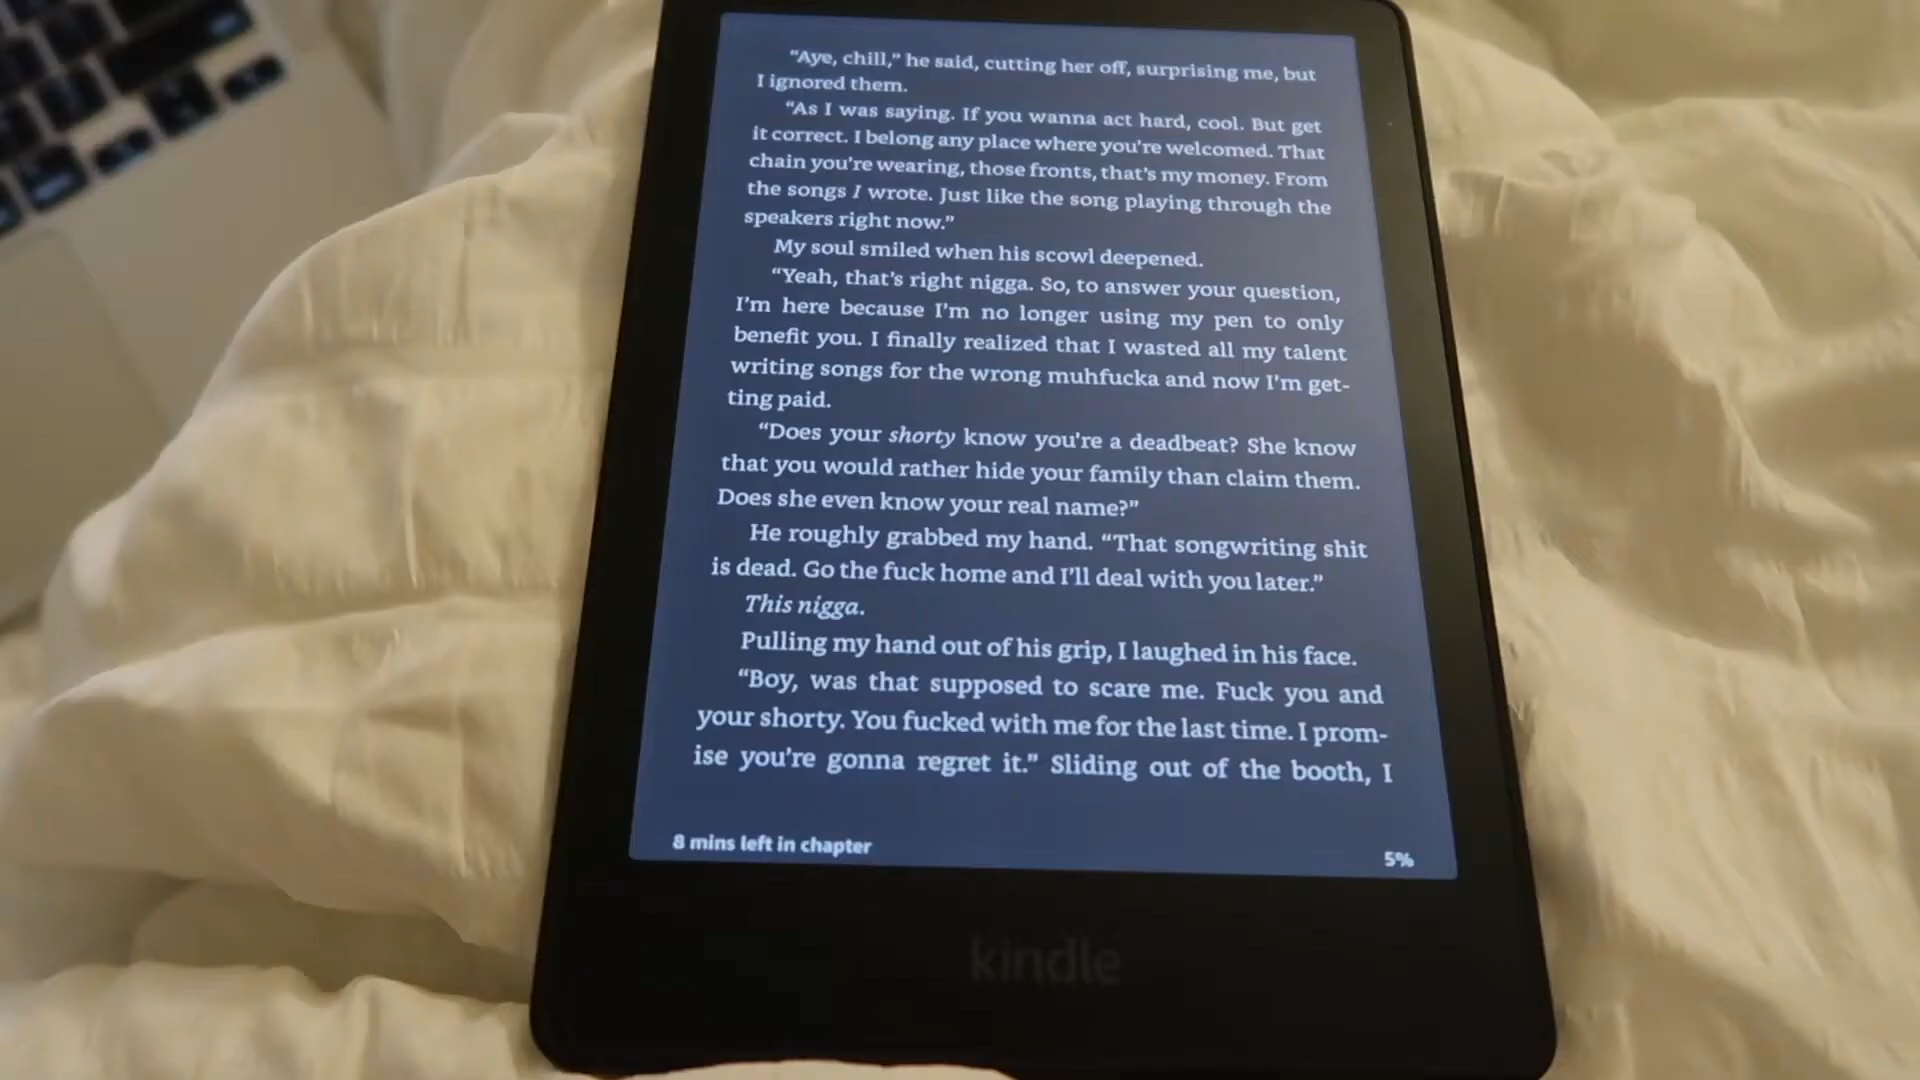 “Aye, chill,” he said, cutting her off, surprising me, but
I ignored them.
“As I was saying. If you wanna act hard, cool. But get
it correct. I belong any place where you’re welcomed. That
chain you’re wearing, those fronts, that’s my money. From
the songs I wrote. Just like the song playing through the
speakers right now.”
My soul smiled when his scowl deepened.
“Yeah, that’s right nigga. So, to answer your question,
I’m here because I’m no longer using my pen to only
benefit you. I finally realized that I wasted all my talent
writing songs for the wrong muhfucka and now I’m get-
ting paid.
“Does your shorty know you’re a deadbeat? She know
that you would rather hide your family than claim them.
Does she even know your real name?”
He roughly grabbed my hand. “That songwriting shit
is dead. Go the fuck home and I’ll deal with you later.”
This nigga.
Pulling my hand out of his grip, I laughed in his face.
“Boy, was that supposed to scare me. Fuck you and
your shorty. You fucked with me for the last time. I prom-
ise you’re gonna regret it.” Sliding out of the booth, I
8 mins left in chapter
5%
kindle